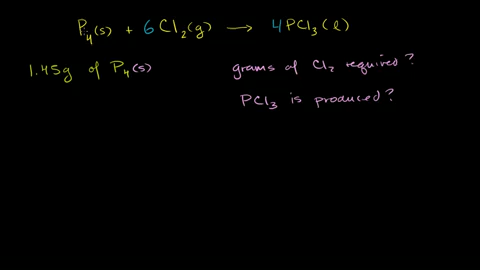 P₄(s) + 6Cl₂(g) → 4PCl₃(l)
1.45g of P₄(s) grams of Cl₂ required?
PCl₃ is produced?